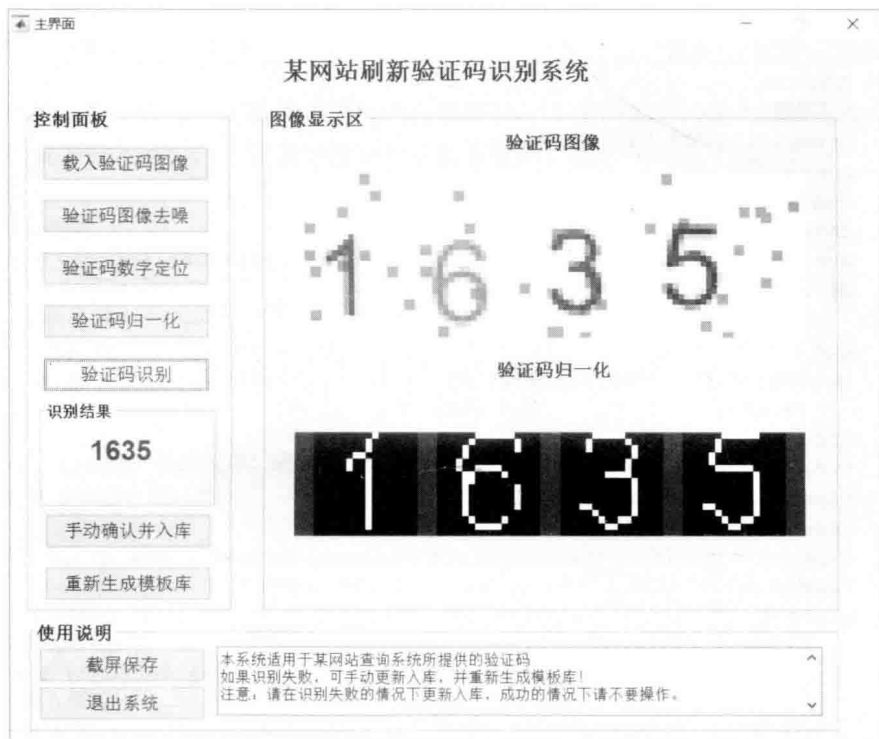 主界面
某网站刷新验证码识别系统
控制面板
载入验证码图像
验证码图像去噪
验证码数字定位
验证码归一化
验证码识别
识别结果
1635
手动确认并入库
重新生成模板库
图像显示区
验证码图像
1635
验证码归一化
1635
使用说明
截屏保存
退出系统
本系统适用于某网站查询系统所提供的验证码
如果识别失败，可手动更新入库，并重新生成模板库！
注意：请在识别失败的情况下更新入库，成功的情况下请不要操作。